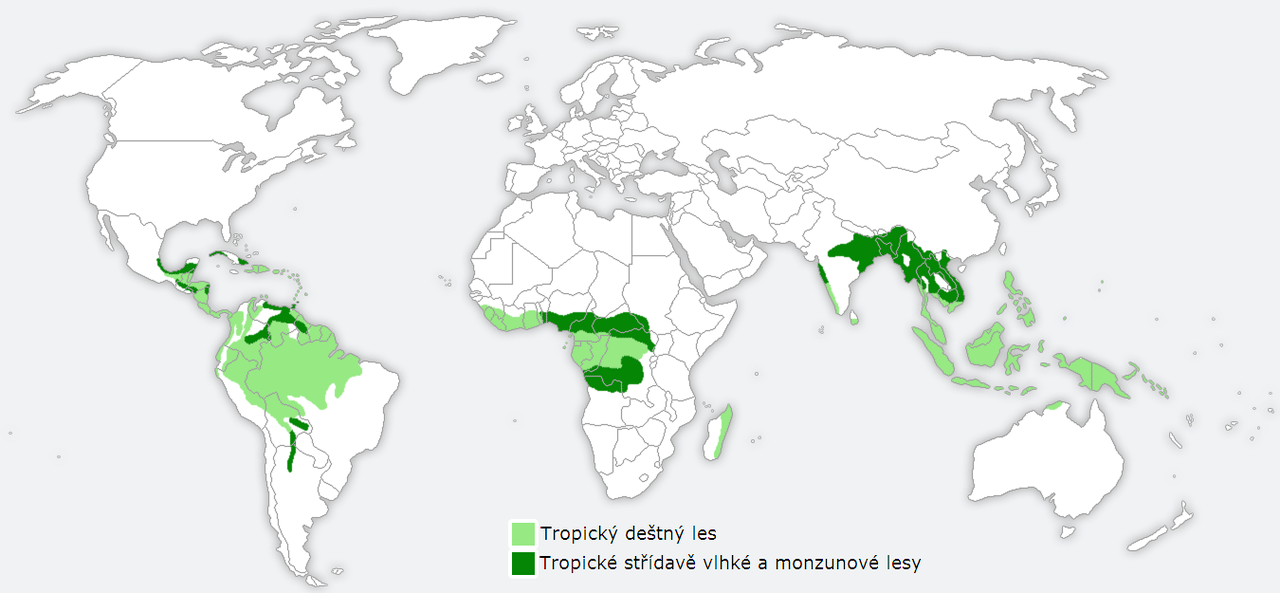 Tropický deštný les
Tropické střídavě vlhké a monzunové lesy